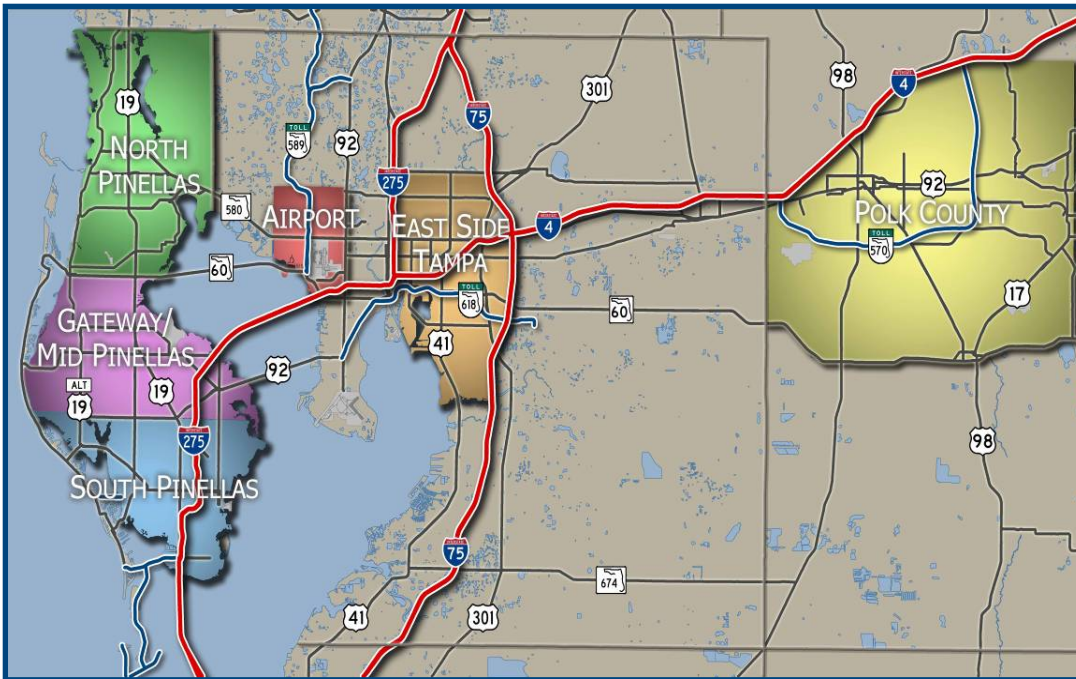 98
4
19
301
75
TOLL
589
92
NORTH
PINELLAS
275
92
580
AIRPORT
EAST SIDE
TAMPA
4
POLK COUNTY
TOLL
570
60
TOLL
618
60
17
GATEWAY/
MID PINELLAS
41
92
ALT
19
19
275
98
SOUTH PINELLAS
75
674
41
301